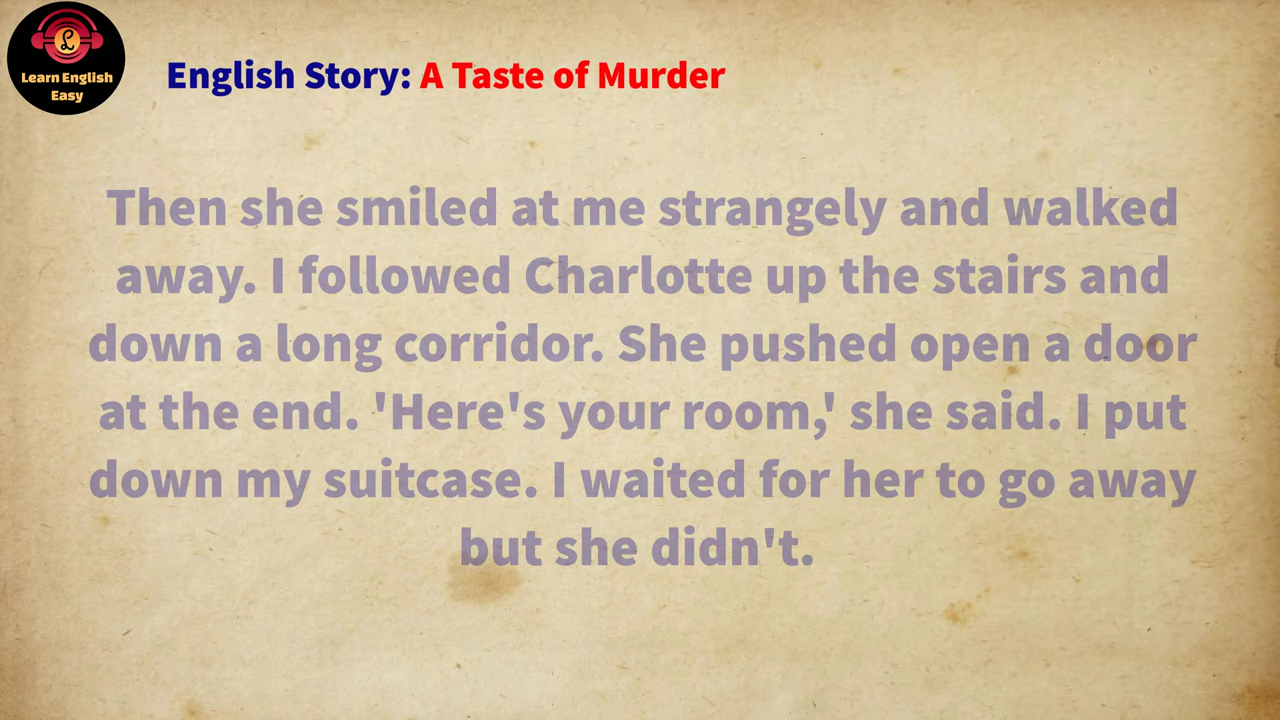 Learn English
Easy
English Story: A Taste of Murder
Then she smiled at me strangely and walked
away. I followed Charlotte up the stairs and
down a long corridor. She pushed open a door
at the end. 'Here's your room,' she said. I put
down my suitcase. I waited for her to go away
but she didn't.